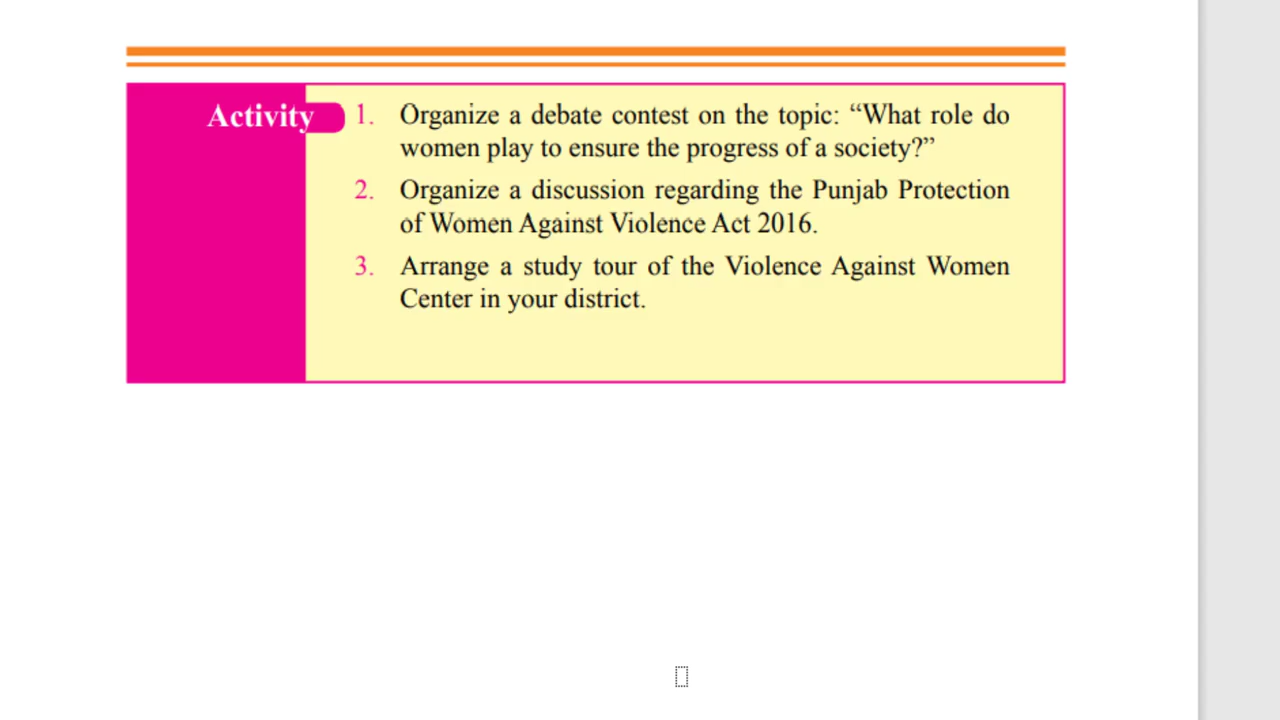 Activity
1. Organize a debate contest on the topic: “What role do
women play to ensure the progress of a society?”
2. Organize a discussion regarding the Punjab Protection
of Women Against Violence Act 2016.
3. Arrange a study tour of the Violence Against Women
Center in your district.